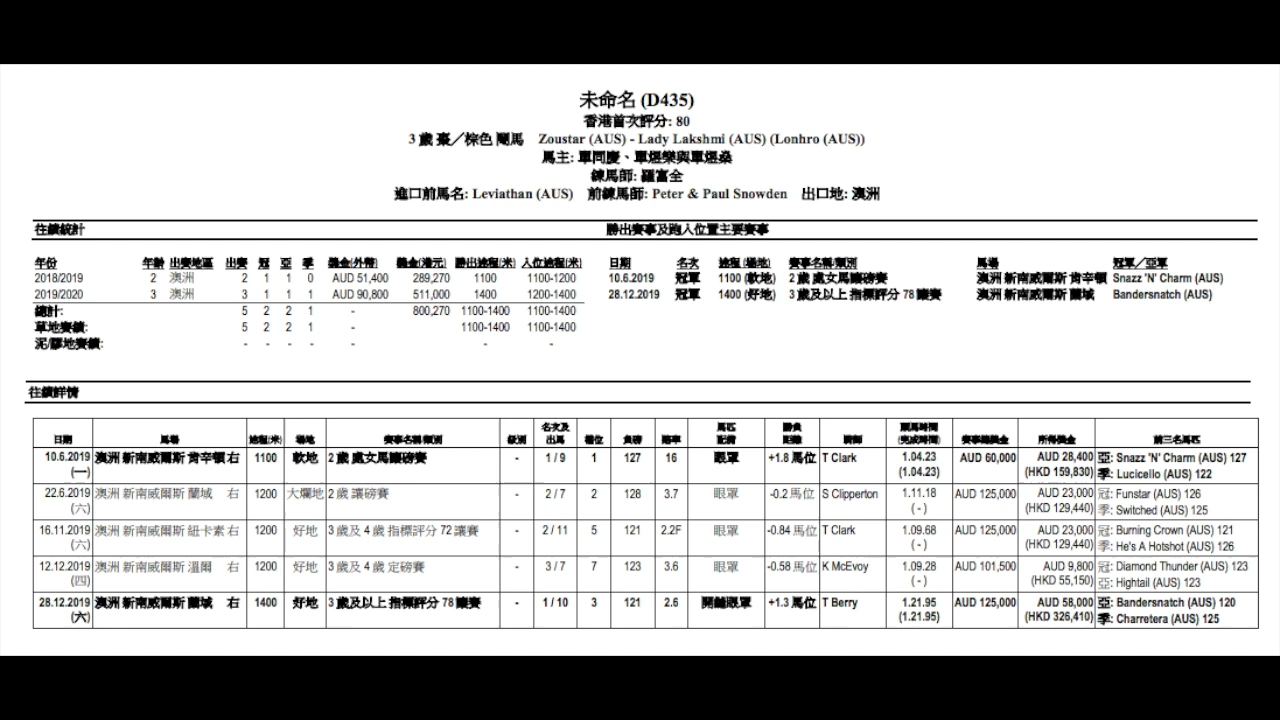 未命名 (D435)
香港首次評分: 80
3 歲 棗／棕色 閹馬 Zoustar (AUS) - Lady Lakshmi (AUS) (Lonhro (AUS))
馬主: 單同慶、單煜樂與單煜燊
練馬師: 羅富全
進口前馬名: Leviathan (AUS) 前練馬師: Peter & Paul Snowden 出口地: 澳洲
往績統計 勝出賽事及跑入位置主要賽事
年份 年齡 出賽地區 出賽 冠 亞 季 獎金(外幣) 獎金(港元) 勝出途程(米) 入位途程(米) 日期 名次 途程 (場地) 賽事名稱/類別 馬場 冠軍／亞軍
2018/2019 2 澳洲 2 1 1 0 AUD 51,400 289,270 1100 1100-1200 10.6.2019 冠軍 1100 (軟地) 2 歲 處女馬讓磅賽 澳洲 新南威爾斯 肯辛頓 Snazz 'N' Charm (AUS)
2019/2020 3 澳洲 3 1 1 1 AUD 90,800 511,000 1400 1200-1400 28.12.2019 冠軍 1400 (好地) 3 歲及以上 指標評分 78 讓賽 澳洲 新南威爾斯 蘭域 Bandersnatch (AUS)
總計: 5 2 2 1 - 800,270 1100-1400 1100-1400
草地賽績: 5 2 2 1 - 1100-1400 1100-1400
泥/膠地賽績: - - - - - - -
往績詳情
日期 馬場 途程(米) 場地 賽事名稱/類別 級別 名次及出馬 檔位 負磅 賠率 馬匹配備 勝負距離 騎師 頭馬時間 (完成時間) 賽事總獎金 所得獎金 前三名馬匹
10.6.2019 澳洲 新南威爾斯 肯辛頓 右 1100 軟地 2 歲 處女馬讓磅賽 - 1 / 9 1 127 16 眼罩 +1.8 馬位 T Clark 1.04.23 AUD 60,000 AUD 28,400 亞: Snazz 'N' Charm (AUS) 127
(一) (1.04.23) (HKD 159,830) 季: Lucicello (AUS) 122
22.6.2019 澳洲 新南威爾斯 蘭域 右 1200 大爛地 2 歲 讓磅賽 - 2 / 7 2 128 3.7 眼罩 -0.2 馬位 S Clipperton 1.11.18 AUD 125,000 AUD 23,000 冠: Funstar (AUS) 126
(六) ( - ) (HKD 129,440) 季: Switched (AUS) 125
16.11.2019 澳洲 新南威爾斯 紐卡素 右 1200 好地 3 歲及 4 歲 指標評分 72 讓賽 - 2 / 11 5 121 2.2F 眼罩 -0.84 馬位 T Clark 1.09.68 AUD 125,000 AUD 23,000 冠: Burning Crown (AUS) 121
(六) ( - ) (HKD 129,440) 季: He's A Hotshot (AUS) 126
12.12.2019 澳洲 新南威爾斯 溫爾 右 1200 好地 3 歲及 4 歲 定磅賽 - 3 / 7 7 123 3.6 眼罩 -0.58 馬位 K McEvoy 1.09.28 AUD 101,500 AUD 9,800 冠: Diamond Thunder (AUS) 123
(四) ( - ) (HKD 55,150) 亞: Hightail (AUS) 123
28.12.2019 澳洲 新南威爾斯 蘭域 右 1400 好地 3 歲及以上 指標評分 78 讓賽 - 1 / 10 3 121 2.6 開縫眼罩 +1.3 馬位 T Berry 1.21.95 AUD 125,000 AUD 58,000 亞: Bandersnatch (AUS) 120
(六) (1.21.95) (HKD 326,410) 季: Charretera (AUS) 125